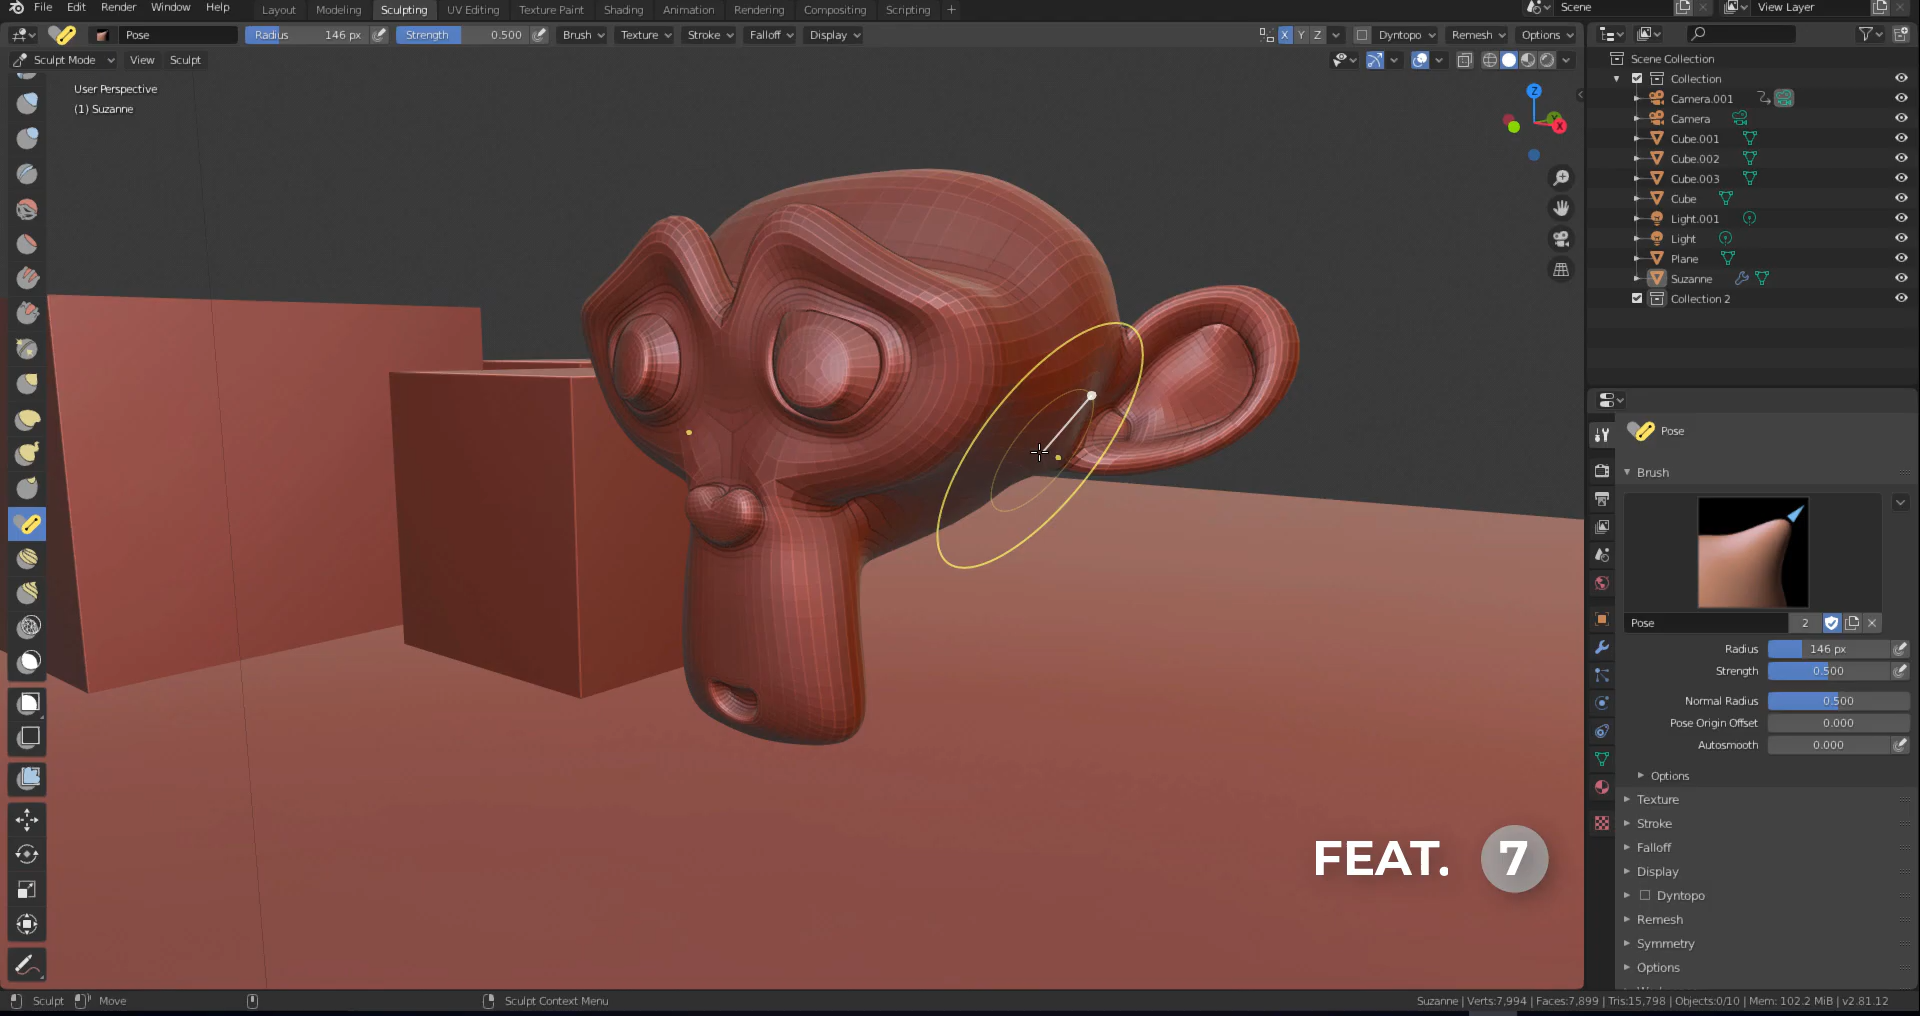 File Edit Render Window Help Layout Modeling Sculpting UV Editing Texture Paint Shading Animation Rendering Compositing Scripting + Scene View Layer
Pose Radius 146 px Strength 0.500 Brush Texture Stroke Falloff Display X Y Z Dyntopo Remesh Options
Sculpt Mode View Sculpt
User Perspective
(1) Suzanne
Z
Y
X
Scene Collection
Collection
Camera.001
Camera
Cube.001
Cube.002
Cube.003
Cube
Light.001
Light
Plane
Suzanne
Collection 2
Pose
Brush
Pose 2
Radius 146 px
Strength 0.500
Normal Radius 0.500
Pose Origin Offset 0.000
Autosmooth 0.000
Options
Texture
Stroke
Falloff
Display
Dyntopo
Remesh
Symmetry
Options
FEAT. 7
Sculpt Move Sculpt Context Menu Suzanne | Verts:7,994 | Faces:7,899 | Tris:15,798 | Objects:0/10 | Mem: 102.2 MiB | v2.81.12